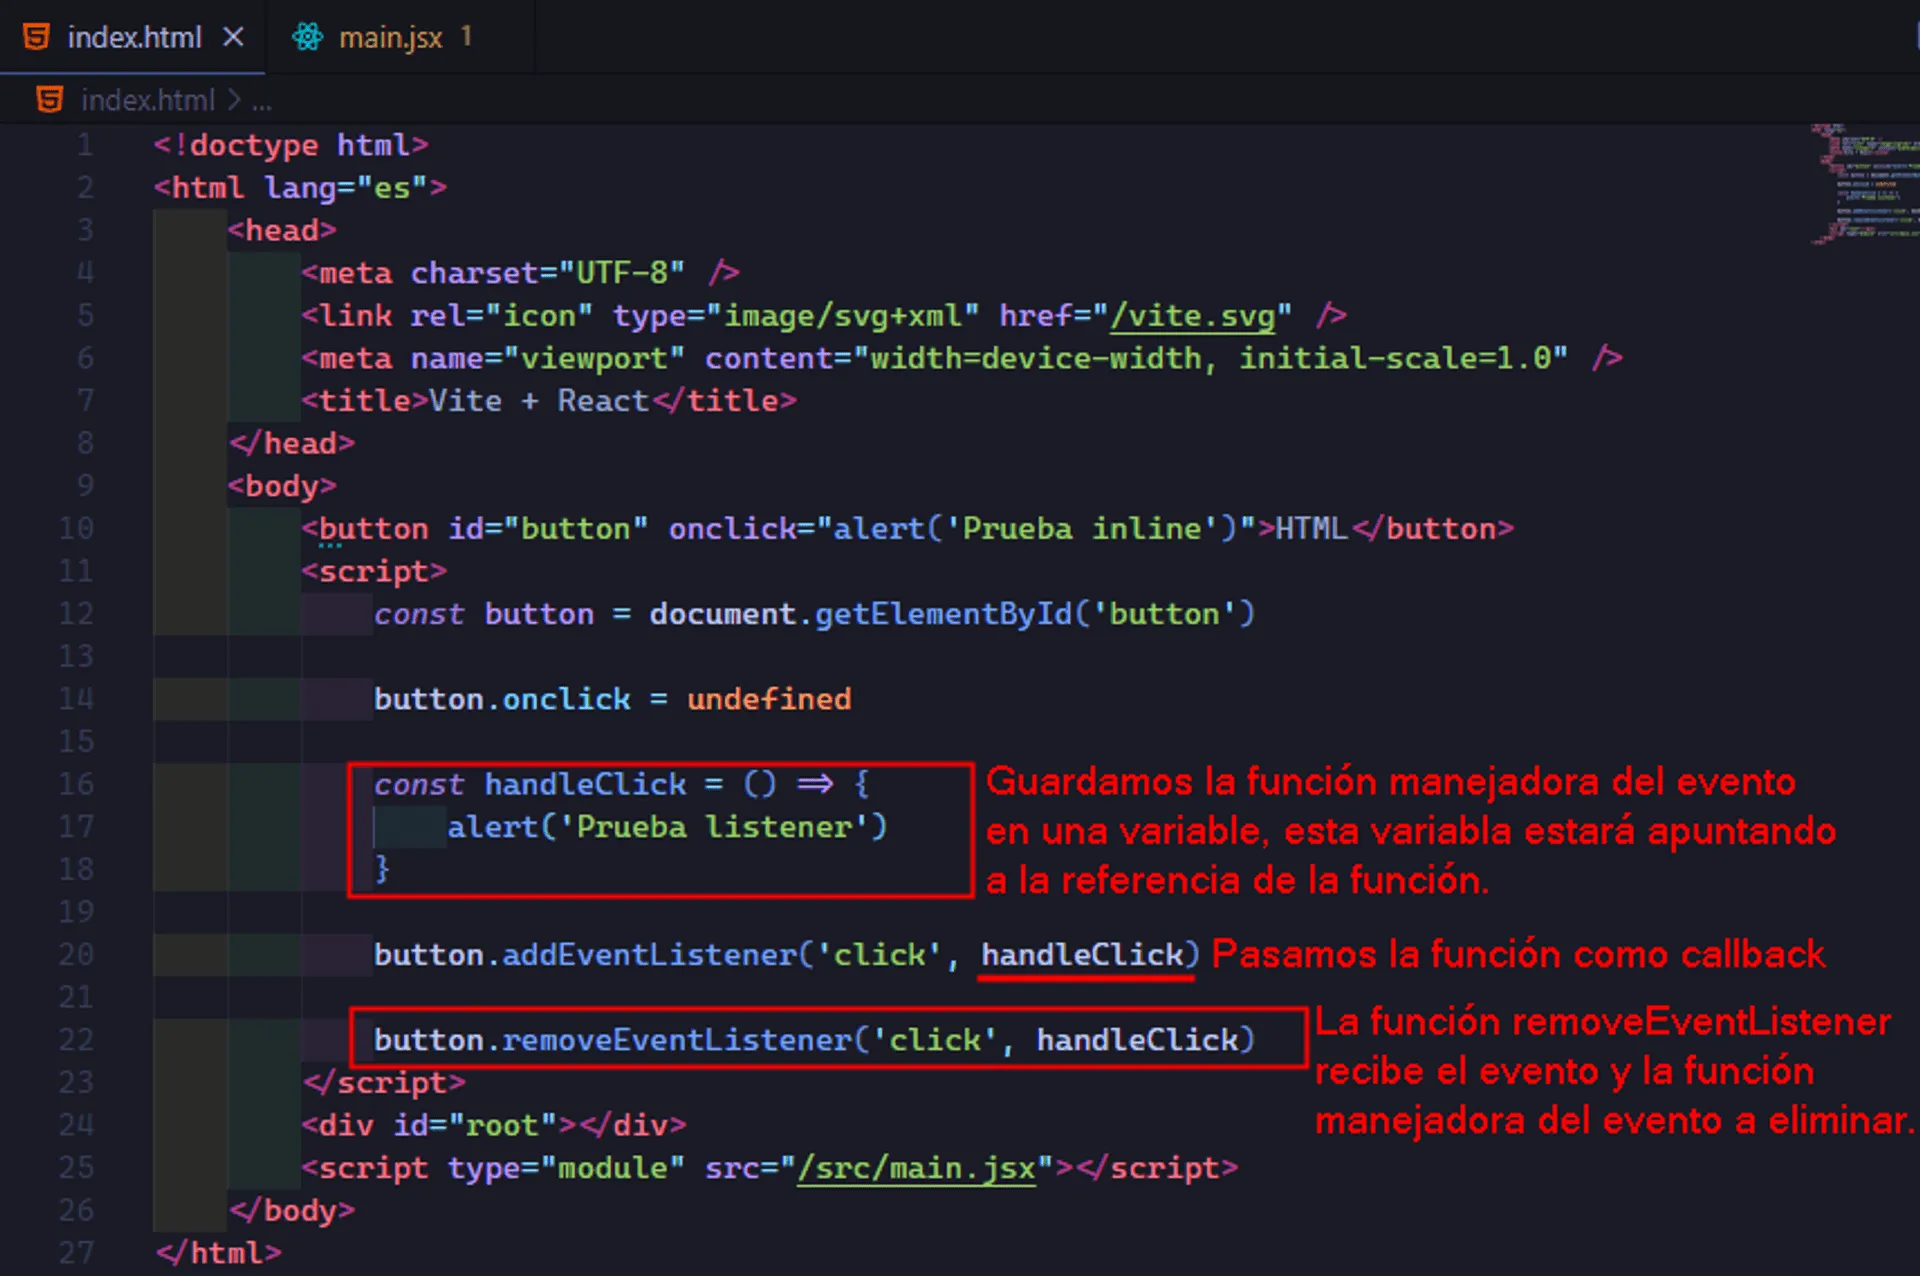 index.html
main.jsx 1
index.html > ...
1 <!doctype html>
2 <html lang="es">
3 <head>
4 <meta charset="UTF-8" />
5 <link rel="icon" type="image/svg+xml" href="/vite.svg" />
6 <meta name="viewport" content="width=device-width, initial-scale=1.0" />
7 <title>Vite + React</title>
8 </head>
9 <body>
10 <button id="button" onclick="alert('Prueba inline')">HTML</button>
11 <script>
12 const button = document.getElementById('button')
13
14 button.onclick = undefined
15
16 const handleClick = () => {
17 alert('Prueba listener')
18 }
Guardamos la función manejadora del evento
en una variable, esta variabla estará apuntando
a la referencia de la función.
19
20 button.addEventListener('click', handleClick) Pasamos la función como callback
21
22 button.removeEventListener('click', handleClick)
La función removeEventListener
recibe el evento y la función
manejadora del evento a eliminar.
23 </script>
24 <div id="root"></div>
25 <script type="module" src="/src/main.jsx"></script>
26 </body>
27 </html>